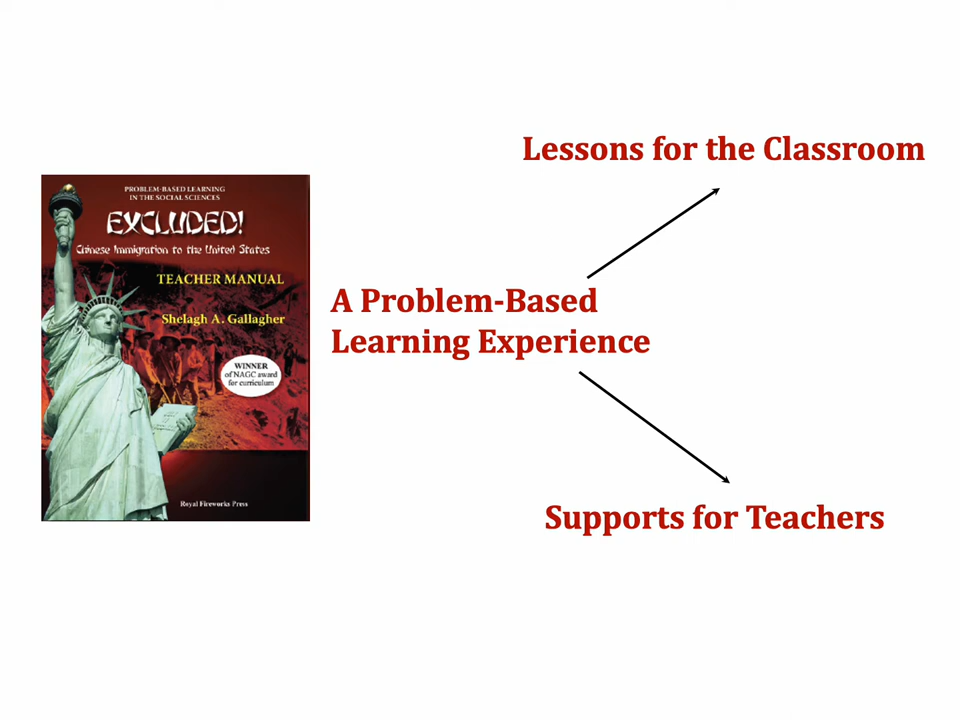 PROBLEM-BASED LEARNING
IN THE SOCIAL SCIENCES
EXCLUDED!
Chinese Immigration to the United States
TEACHER MANUAL
Shelagh A. Gallagher
WINNER
of NAGC award
for curriculum
Royal Fireworks Press
Lessons for the Classroom
A Problem-Based
Learning Experience
Supports for Teachers